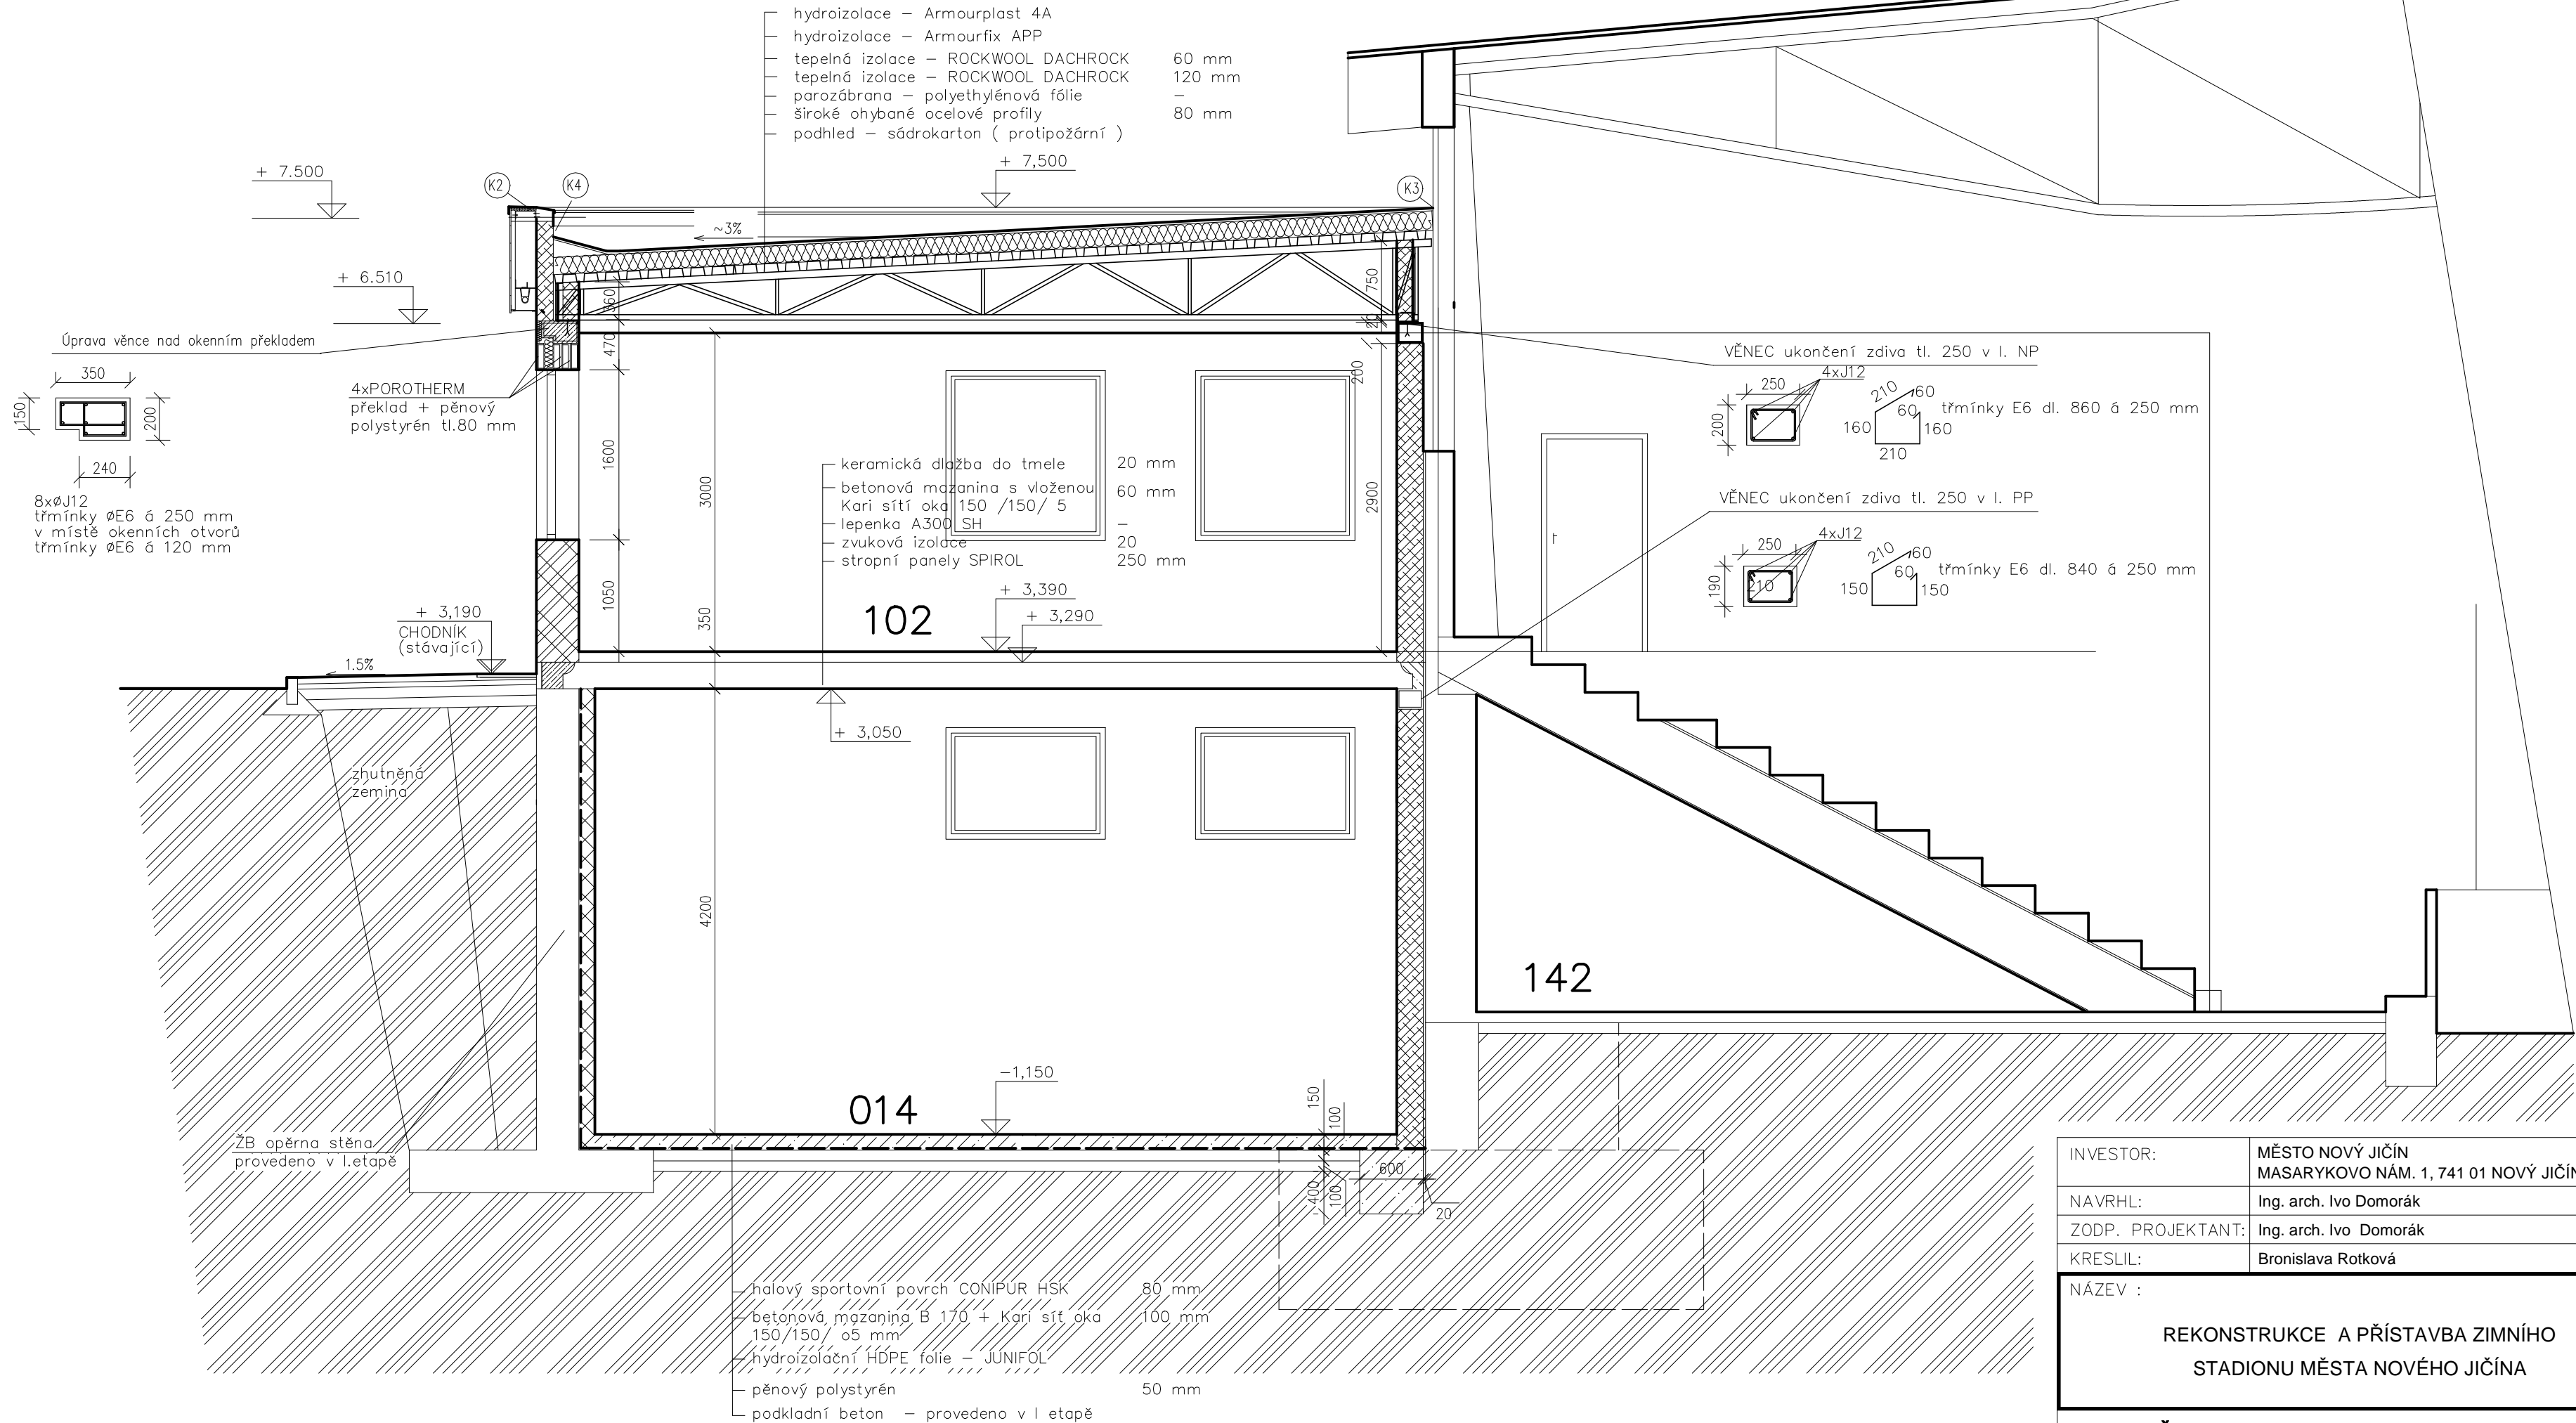 hydroizolace – Armourplast 4A
hydroizolace – Armourfix APP
tepelná izolace – ROCKWOOL DACHROCK 60 mm
tepelná izolace – ROCKWOOL DACHROCK 120 mm
parozábrana – polyethylénová fólie –
široké ohybané ocelové profily 80 mm
podhled – sádrokarton ( protipožární )
+ 7,500
+ 7.500
K2
K4
K3
~3%
+ 6.510
Úprava věnce nad okenním překladem
350
150
200
240
8xøJ12
třmínky øE6 á 250 mm
v místě okenních otvorů
třmínky øE6 á 120 mm
4xPOROTHERM
překlad + pěnový
polystyrén tl.80 mm
360
470
1600
1050
3000
350
750
20
200
2900
keramická dlažba do tmele 20 mm
betonová mazanina s vloženou 60 mm
Kari sítí oka 150 /150/ 5
lepenka A300 SH –
zvuková izolace 20
stropní panely SPIROL 250 mm
102
+ 3,390
+ 3,290
+ 3,190
CHODNÍK
(stávající)
1.5%
+ 3,050
VĚNEC ukončení zdiva tl. 250 v I. NP
250
4xJ12
200
210
60
60
160
160
210
třmínky E6 dl. 860 á 250 mm
VĚNEC ukončení zdiva tl. 250 v I. PP
250
4xJ12
190
210
210
60
60
150
150
třmínky E6 dl. 840 á 250 mm
zhutněná
zemina
4200
142
−1,150
014
150
100
600
400
100
20
ŽB opěrna stěna
provedeno v I.etapě
halový sportovní povrch CONIPUR HSK 80 mm
betonová mazanina B 170 + Kari síť oka 100 mm
150/150/ o5 mm
hydroizolační HDPE folie – JUNIFOL
pěnový polystyrén 50 mm
podkladní beton – provedeno v I etapě
INVESTOR: MĚSTO NOVÝ JIČÍN
MASARYKOVO NÁM. 1, 741 01 NOVÝ JIČÍN
NAVRHL: Ing. arch. Ivo Domorák
ZODP. PROJEKTANT: Ing. arch. Ivo Domorák
KRESLIL: Bronislava Rotková
NÁZEV :
REKONSTRUKCE A PŘÍSTAVBA ZIMNÍHO
STADIONU MĚSTA NOVÉHO JIČÍNA